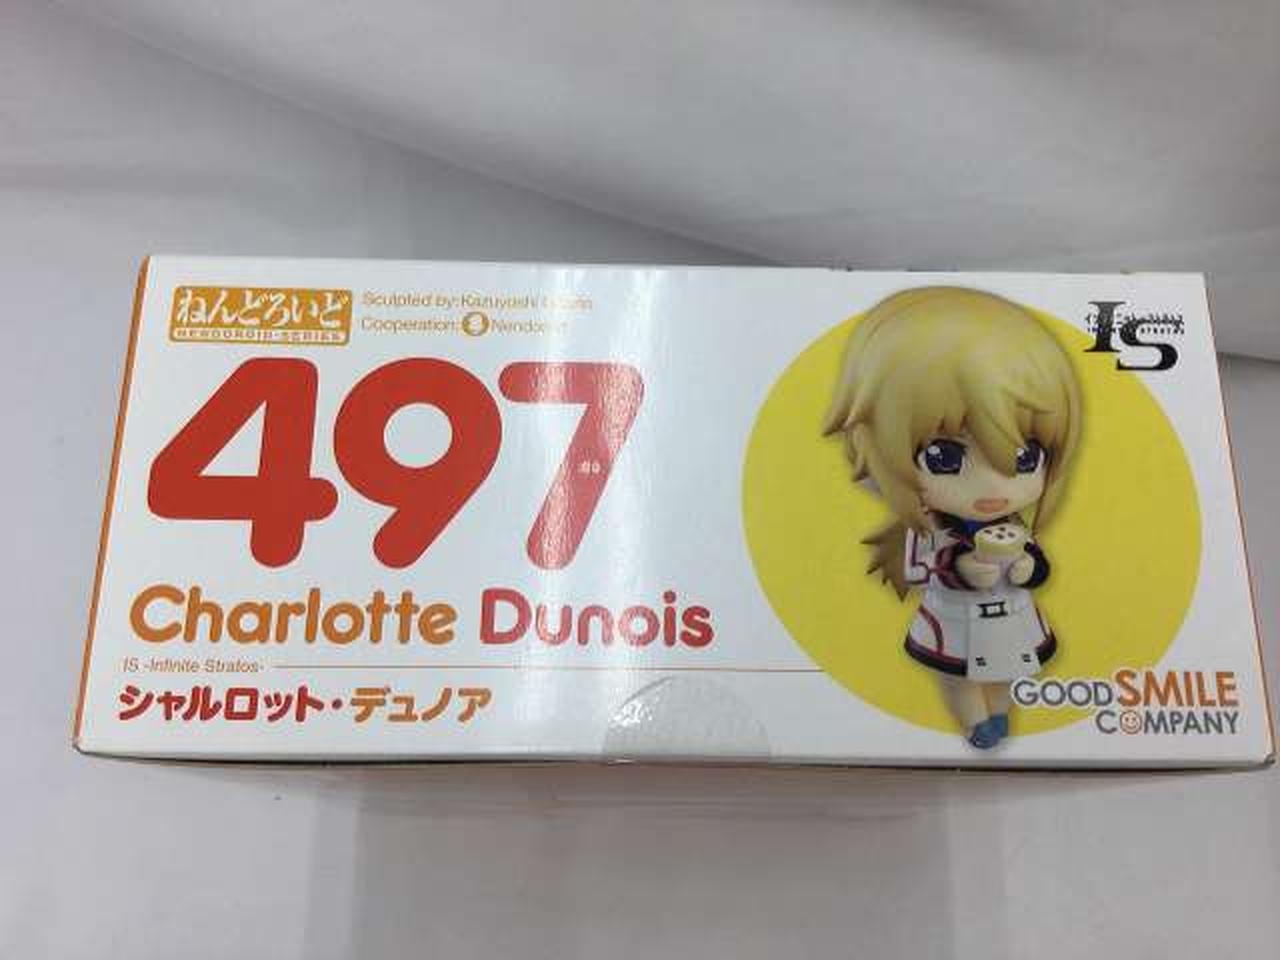 ねんどろいど
NENDOROID-SERIES
Sculpted by: Kazuyoshi
Cooperation:
497
Charlotte Dunois
IS -Infinite Stratos-
シャルロット・デュノア
IS
GOOD SMILE
COMPANY